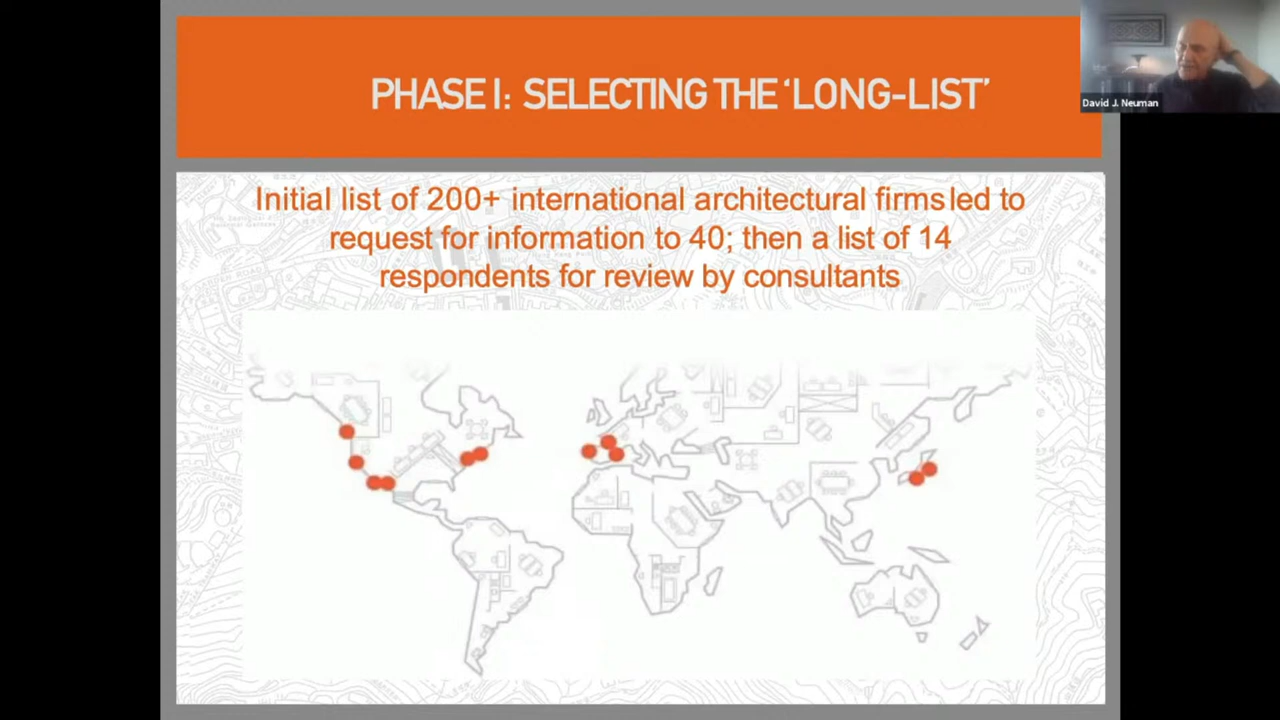 PHASE I: SELECTING THE ‘LONG-LIST’
David J. Neuman
Initial list of 200+ international architectural firms led to
request for information to 40; then a list of 14
respondents for review by consultants